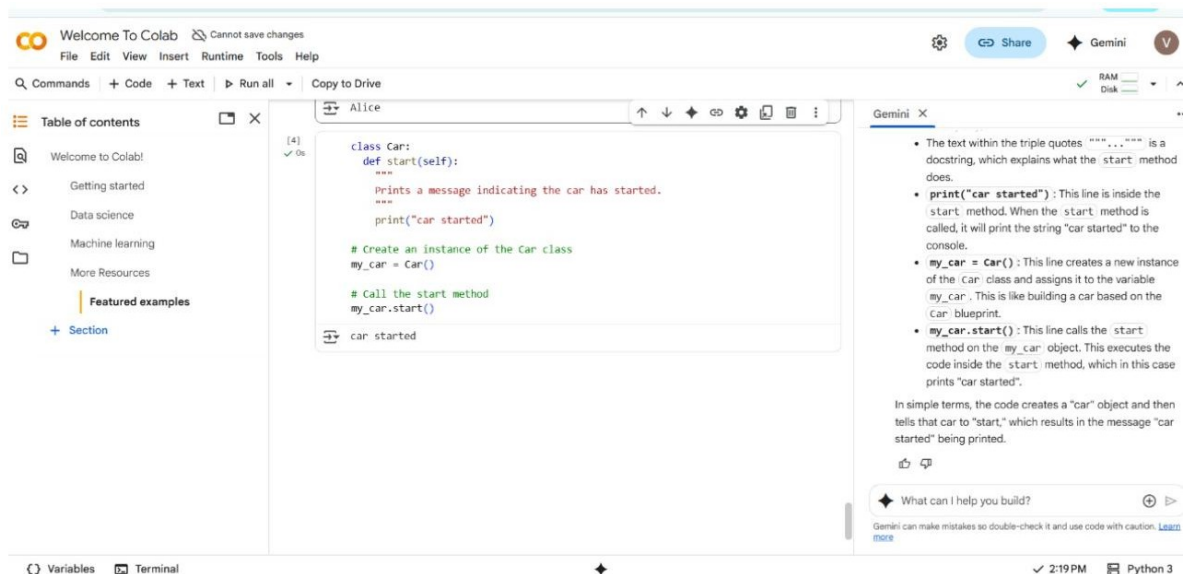 Welcome To Colab Cannot save changes
File Edit View Insert Runtime Tools Help
Share
Gemini
V
Commands + Code + Text Run all Copy to Drive
RAM
Disk
Table of contents
Welcome to Colab!
Getting started
Data science
Machine learning
More Resources
Featured examples
+ Section
Alice
[4]
0s
class Car:
def start(self):
"""
Prints a message indicating the car has started.
"""
print("car started")
# Create an instance of the Car class
my_car = Car()
# Call the start method
my_car.start()
car started
Gemini
• The text within the triple quotes """...""" is a
docstring, which explains what the start method
does.
• print("car started") : This line is inside the
start method. When the start method is
called, it will print the string "car started" to the
console.
• my_car = Car() : This line creates a new instance
of the Car class and assigns it to the variable
my_car . This is like building a car based on the
Car blueprint.
• my_car.start() : This line calls the start
method on the my_car object. This executes the
code inside the start method, which in this case
prints "car started".
In simple terms, the code creates a "car" object and then
tells that car to "start," which results in the message "car
started" being printed.
What can I help you build?
Gemini can make mistakes so double-check it and use code with caution. Learn
more
{} Variables Terminal
2:19 PM Python 3